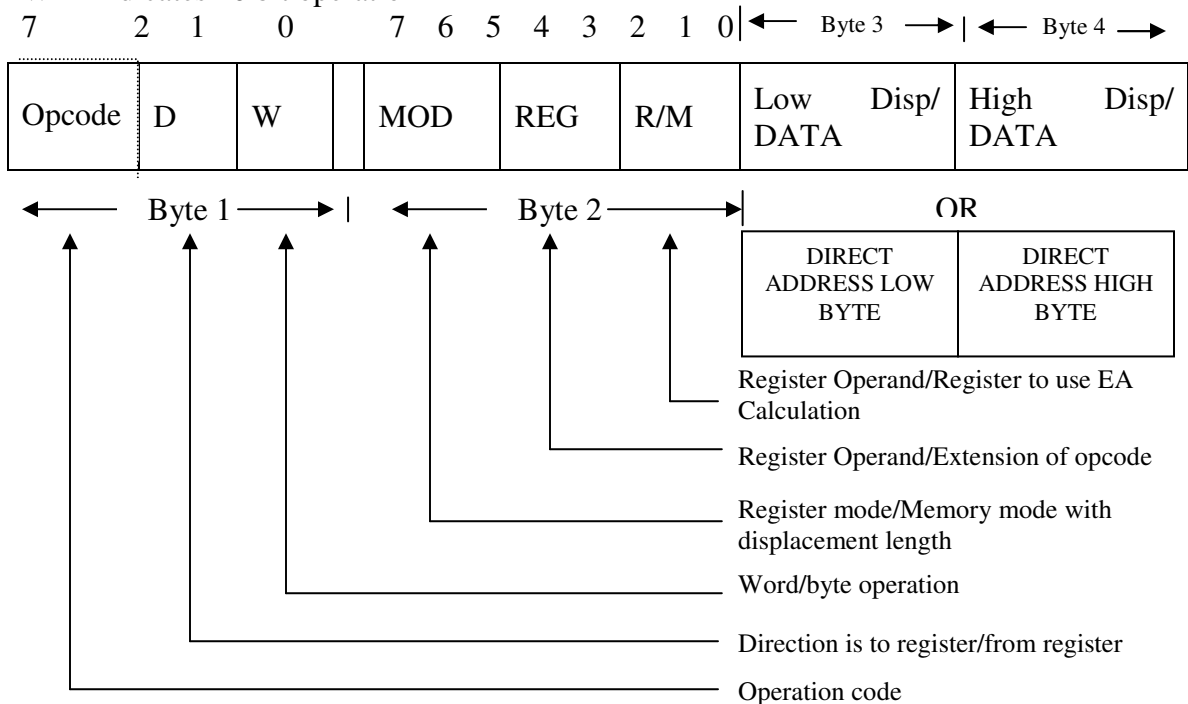 7 2 1 0 7 6 5 4 3 2 1 0 Byte 3 Byte 4
Opcode D W MOD REG R/M Low Disp/ DATA High Disp/ DATA
Byte 1 Byte 2 OR
DIRECT ADDRESS LOW BYTE
DIRECT ADDRESS HIGH BYTE
Register Operand/Register to use EA
Calculation
Register Operand/Extension of opcode
Register mode/Memory mode with
displacement length
Word/byte operation
Direction is to register/from register
Operation code